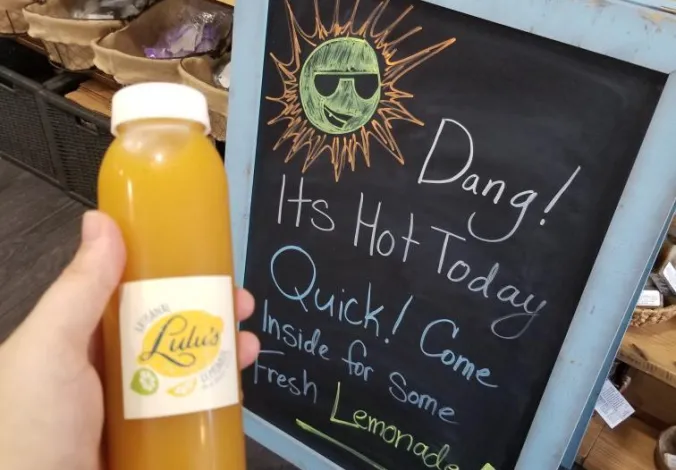 Lulu's
Dang!
Its Hot Today
Quick! Come
Inside for Some
Fresh Lemonade